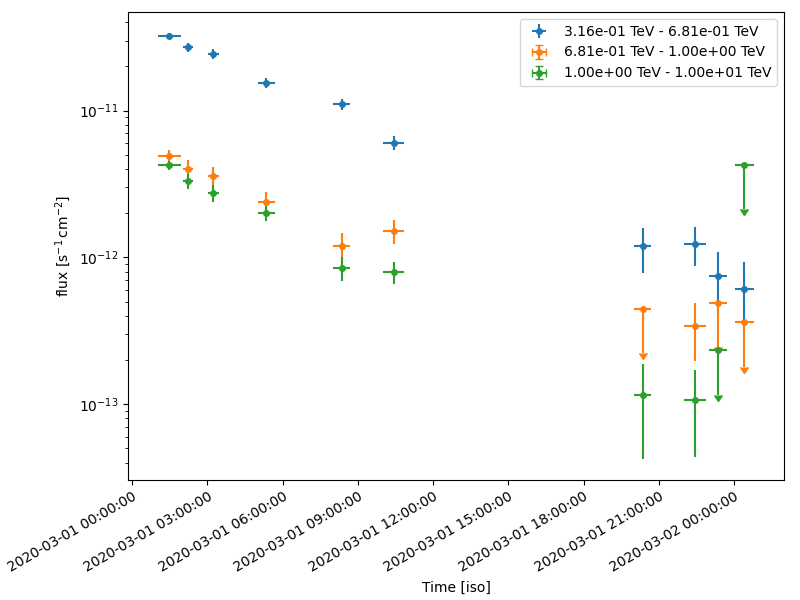 3.16e-01 TeV - 6.81e-01 TeV
6.81e-01 TeV - 1.00e+00 TeV
1.00e+00 TeV - 1.00e+01 TeV
flux [s⁻¹ cm⁻²]
10⁻¹¹
10⁻¹²
10⁻¹³
2020-03-01 00:00:00
2020-03-01 03:00:00
2020-03-01 06:00:00
2020-03-01 09:00:00
2020-03-01 12:00:00
2020-03-01 15:00:00
2020-03-01 18:00:00
2020-03-01 21:00:00
2020-03-02 00:00:00
Time [iso]